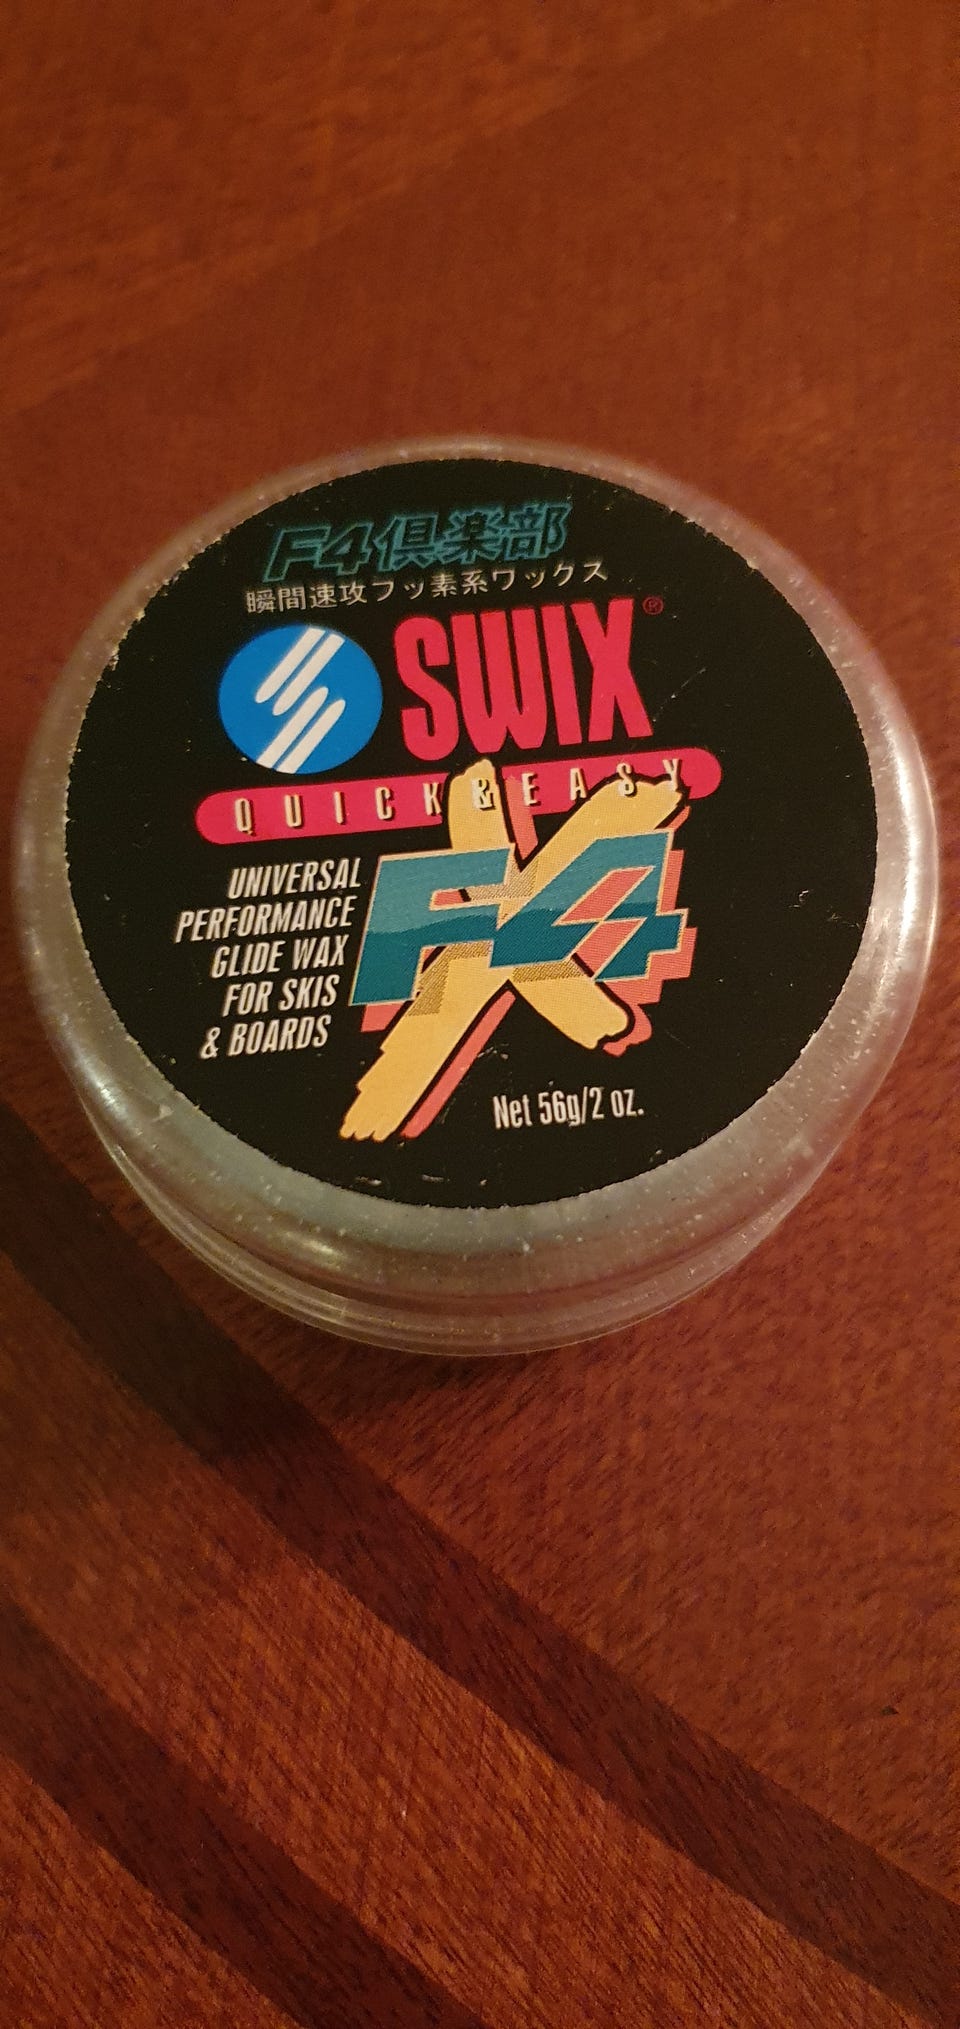 F4倶楽部
瞬間速攻フッ素系ワックス
SWIX®
QUICK & EASY
F4
UNIVERSAL
PERFORMANCE
GLIDE WAX
FOR SKIS
& BOARDS
Net 56g/2 oz.